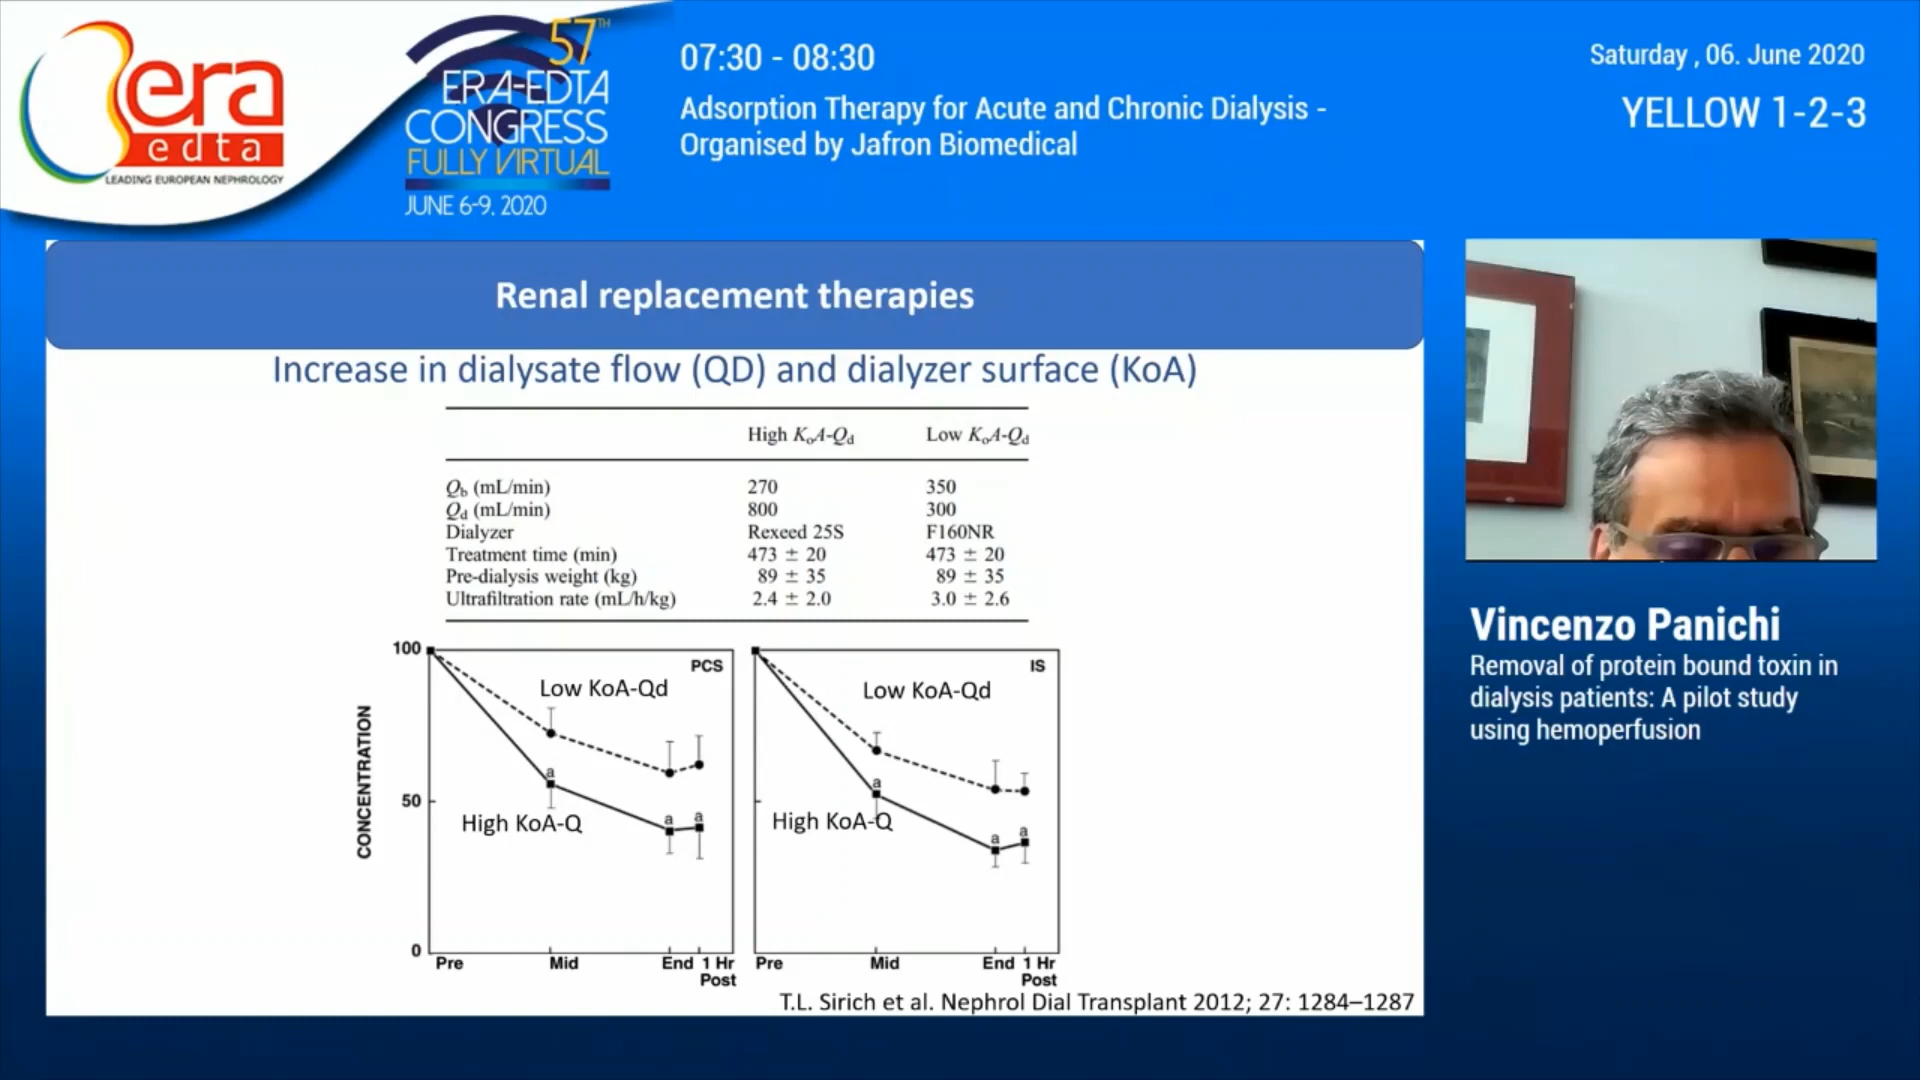 era
edta
LEADING EUROPEAN NEPHROLOGY
57TH
ERA-EDTA
CONGRESS
FULLY VIRTUAL
JUNE 6-9, 2020
07:30 - 08:30
Adsorption Therapy for Acute and Chronic Dialysis -
Organised by Jafron Biomedical
Saturday , 06. June 2020
YELLOW 1-2-3
Renal replacement therapies
Increase in dialysate flow (QD) and dialyzer surface (KoA)
High KoA-Qd Low KoA-Qd
Qb (mL/min) 270 350
Qd (mL/min) 800 300
Dialyzer Rexeed 25S F160NR
Treatment time (min) 473 ± 20 473 ± 20
Pre-dialysis weight (kg) 89 ± 35 89 ± 35
Ultrafiltration rate (mL/h/kg) 2.4 ± 2.0 3.0 ± 2.6
CONCENTRATION
100
50
0
PCS
Low KoA-Qd
a
High KoA-Q
a a
Pre Mid End 1 Hr
Post
IS
Low KoA-Qd
a
High KoA-Q
a a
Pre Mid End 1 Hr
Post
T.L. Sirich et al. Nephrol Dial Transplant 2012; 27: 1284–1287
Vincenzo Panichi
Removal of protein bound toxin in
dialysis patients: A pilot study
using hemoperfusion